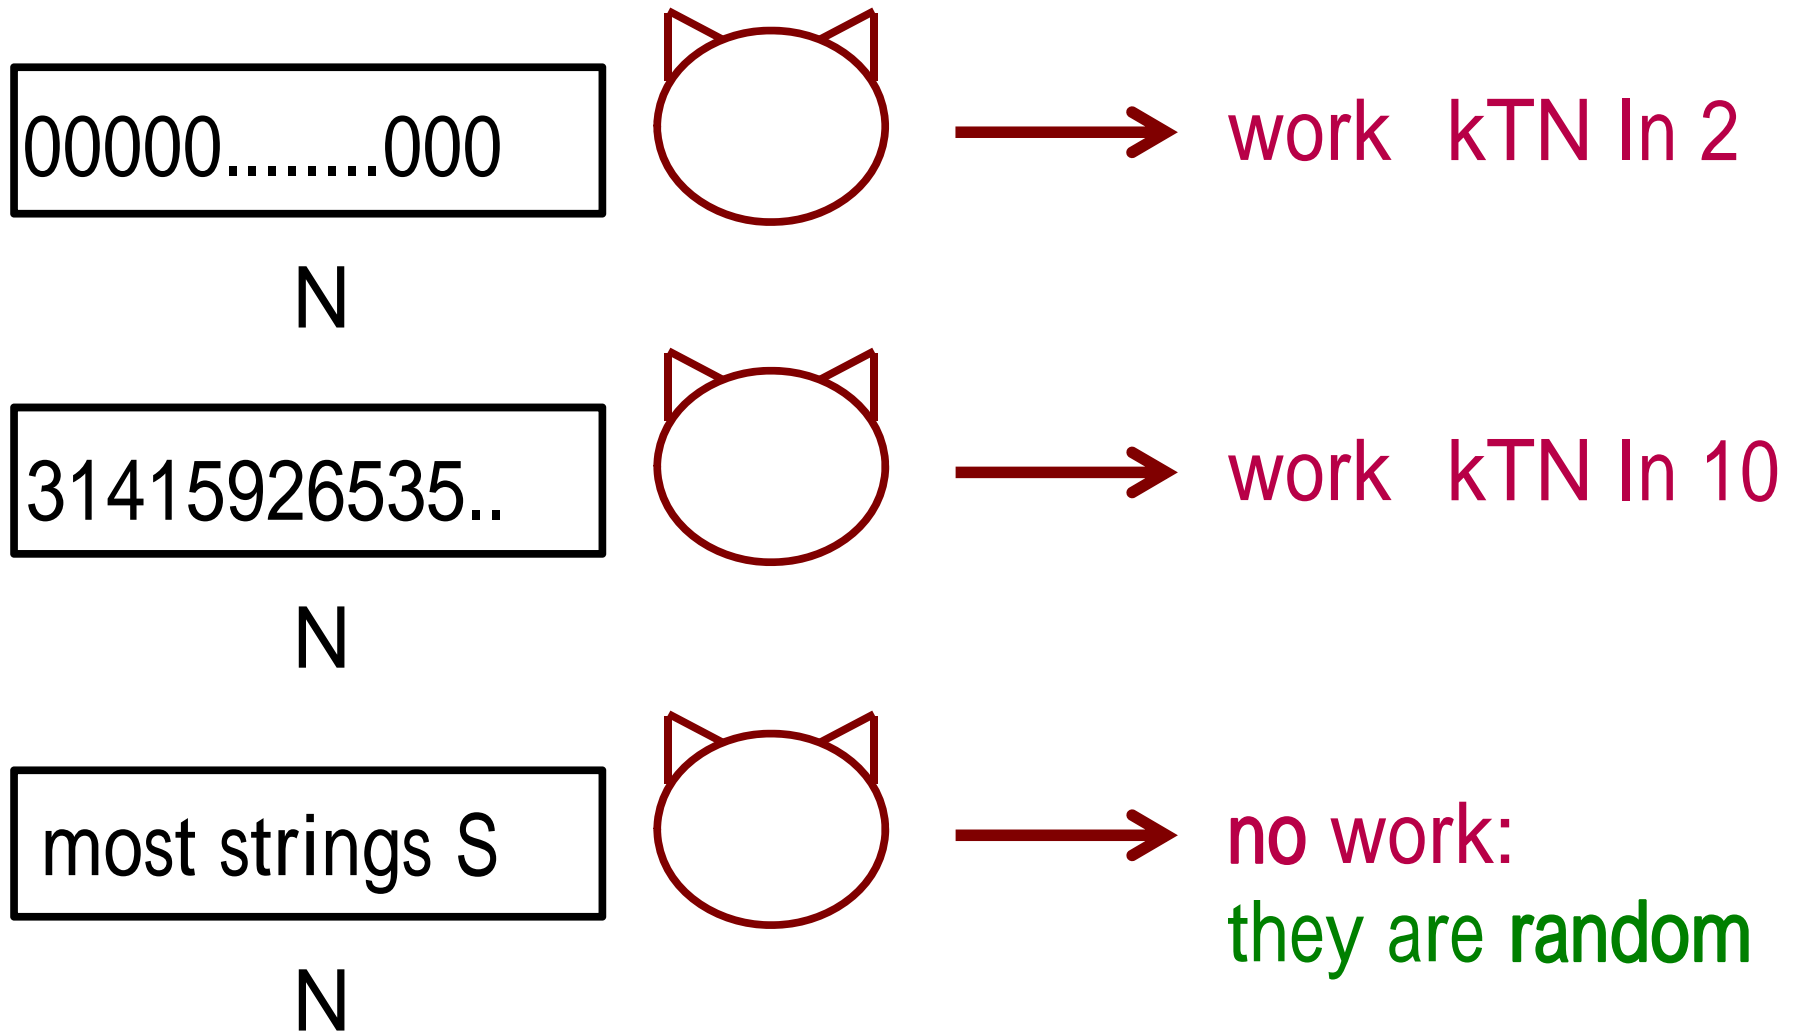 00000........000
work kTN ln 2
N
31415926535..
work kTN ln 10
N
most strings S
no work:
they are random
N